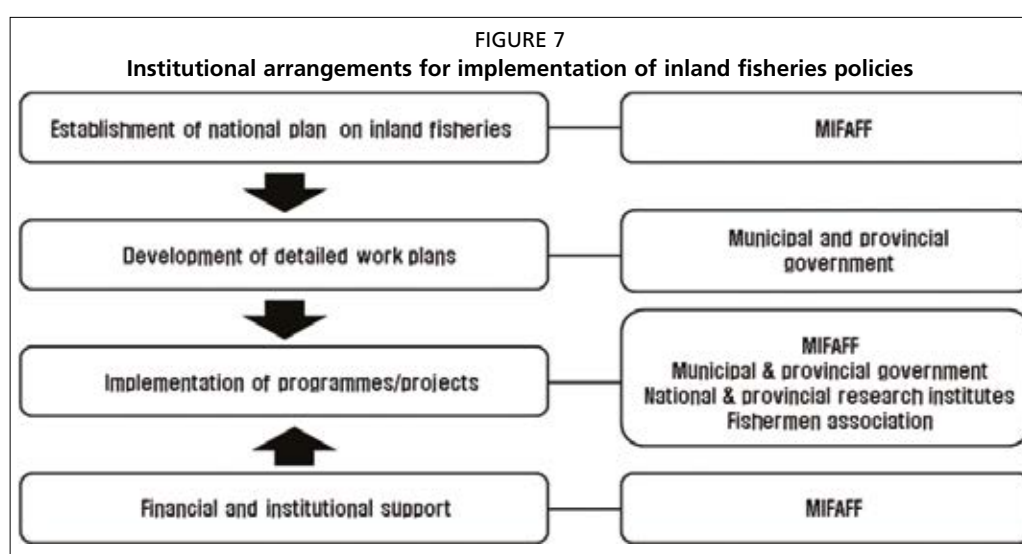 FIGURE 7
Institutional arrangements for implementation of inland fisheries policies
Establishment of national plan on inland fisheries
MIFAFF
Development of detailed work plans
Municipal and provincial
government
Implementation of programmes/projects
MIFAFF
Municipal & provincial government
National & provincial research institutes
Fishermen association
Financial and institutional support
MIFAFF